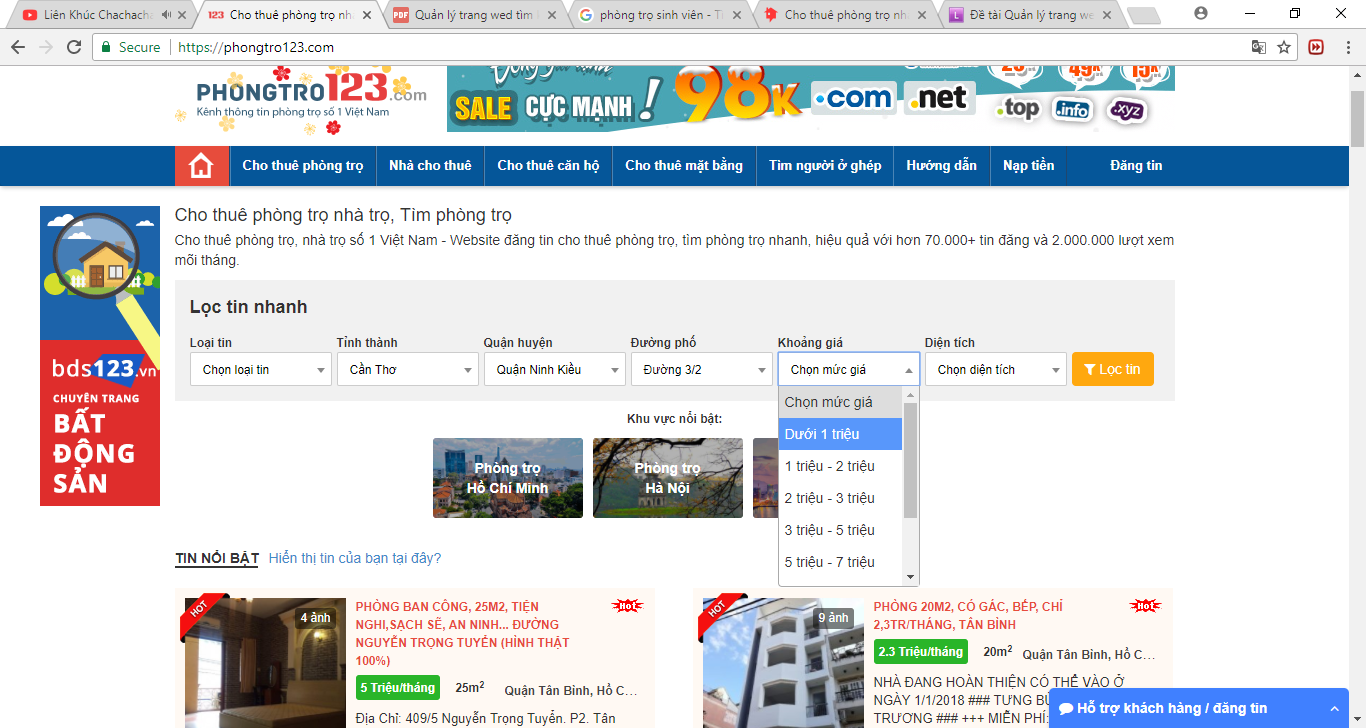 Liên Khúc Chachach
Cho thuê phòng trọ nh
Quản lý trang wed tìm
phòng trọ sinh viên - T
Cho thuê phòng trọ nh
Đề tài Quản lý trang we
Secure
https://phongtro123.com
PHONGTRO123.com
Kênh thông tin phòng trọ số 1 Việt Nam
SALE CỰC MẠNH! 98K .com .net
.top .info .xyz
Cho thuê phòng trọ
Nhà cho thuê
Cho thuê căn hộ
Cho thuê mặt bằng
Tìm người ở ghép
Hướng dẫn
Nạp tiền
Đăng tin
bds123.vn
CHUYÊN TRANG
BẤT
ĐỘNG
SẢN
Cho thuê phòng trọ nhà trọ, Tìm phòng trọ
Cho thuê phòng trọ, nhà trọ số 1 Việt Nam - Website đăng tin cho thuê phòng trọ, tìm phòng trọ nhanh, hiệu quả với hơn 70.000+ tin đăng và 2.000.000 lượt xem
mỗi tháng.
Lọc tin nhanh
Loại tin
Tỉnh thành
Quận huyện
Đường phố
Khoảng giá
Diện tích
Chọn loại tin
Cần Thơ
Quận Ninh Kiều
Đường 3/2
Chọn mức giá
Chọn diện tích
Lọc tin
Chọn mức giá
Dưới 1 triệu
1 triệu - 2 triệu
2 triệu - 3 triệu
3 triệu - 5 triệu
5 triệu - 7 triệu
Khu vực nổi bật:
Phòng trọ
Hồ Chí Minh
Phòng trọ
Hà Nội
TIN NỔI BẬT
Hiển thị tin của bạn tại đây?
HOT
4 ảnh
PHÒNG BAN CÔNG, 25M2, TIỆN
NGHI,SẠCH SẼ, AN NINH... ĐƯỜNG
NGUYỄN TRỌNG TUYỂN (HÌNH THẬT
100%)
Hot
5 Triệu/tháng
25m2
Quận Tân Bình, Hồ C...
Địa Chỉ: 409/5 Nguyễn Trọng Tuyển. P2. Tân
HOT
9 ảnh
PHÒNG 20M2, CÓ GÁC, BẾP, CHỈ
2,3TR/THÁNG, TÂN BÌNH
Hot
2.3 Triệu/tháng
20m2
Quận Tân Bình, Hồ C...
NHÀ ĐANG HOÀN THIỆN CÓ THỂ VÀO Ở
NGÀY 1/1/2018 ### TƯNG
TRƯƠNG ### +++ MIỄN PHÍ:
Hỗ trợ khách hàng / đăng tin